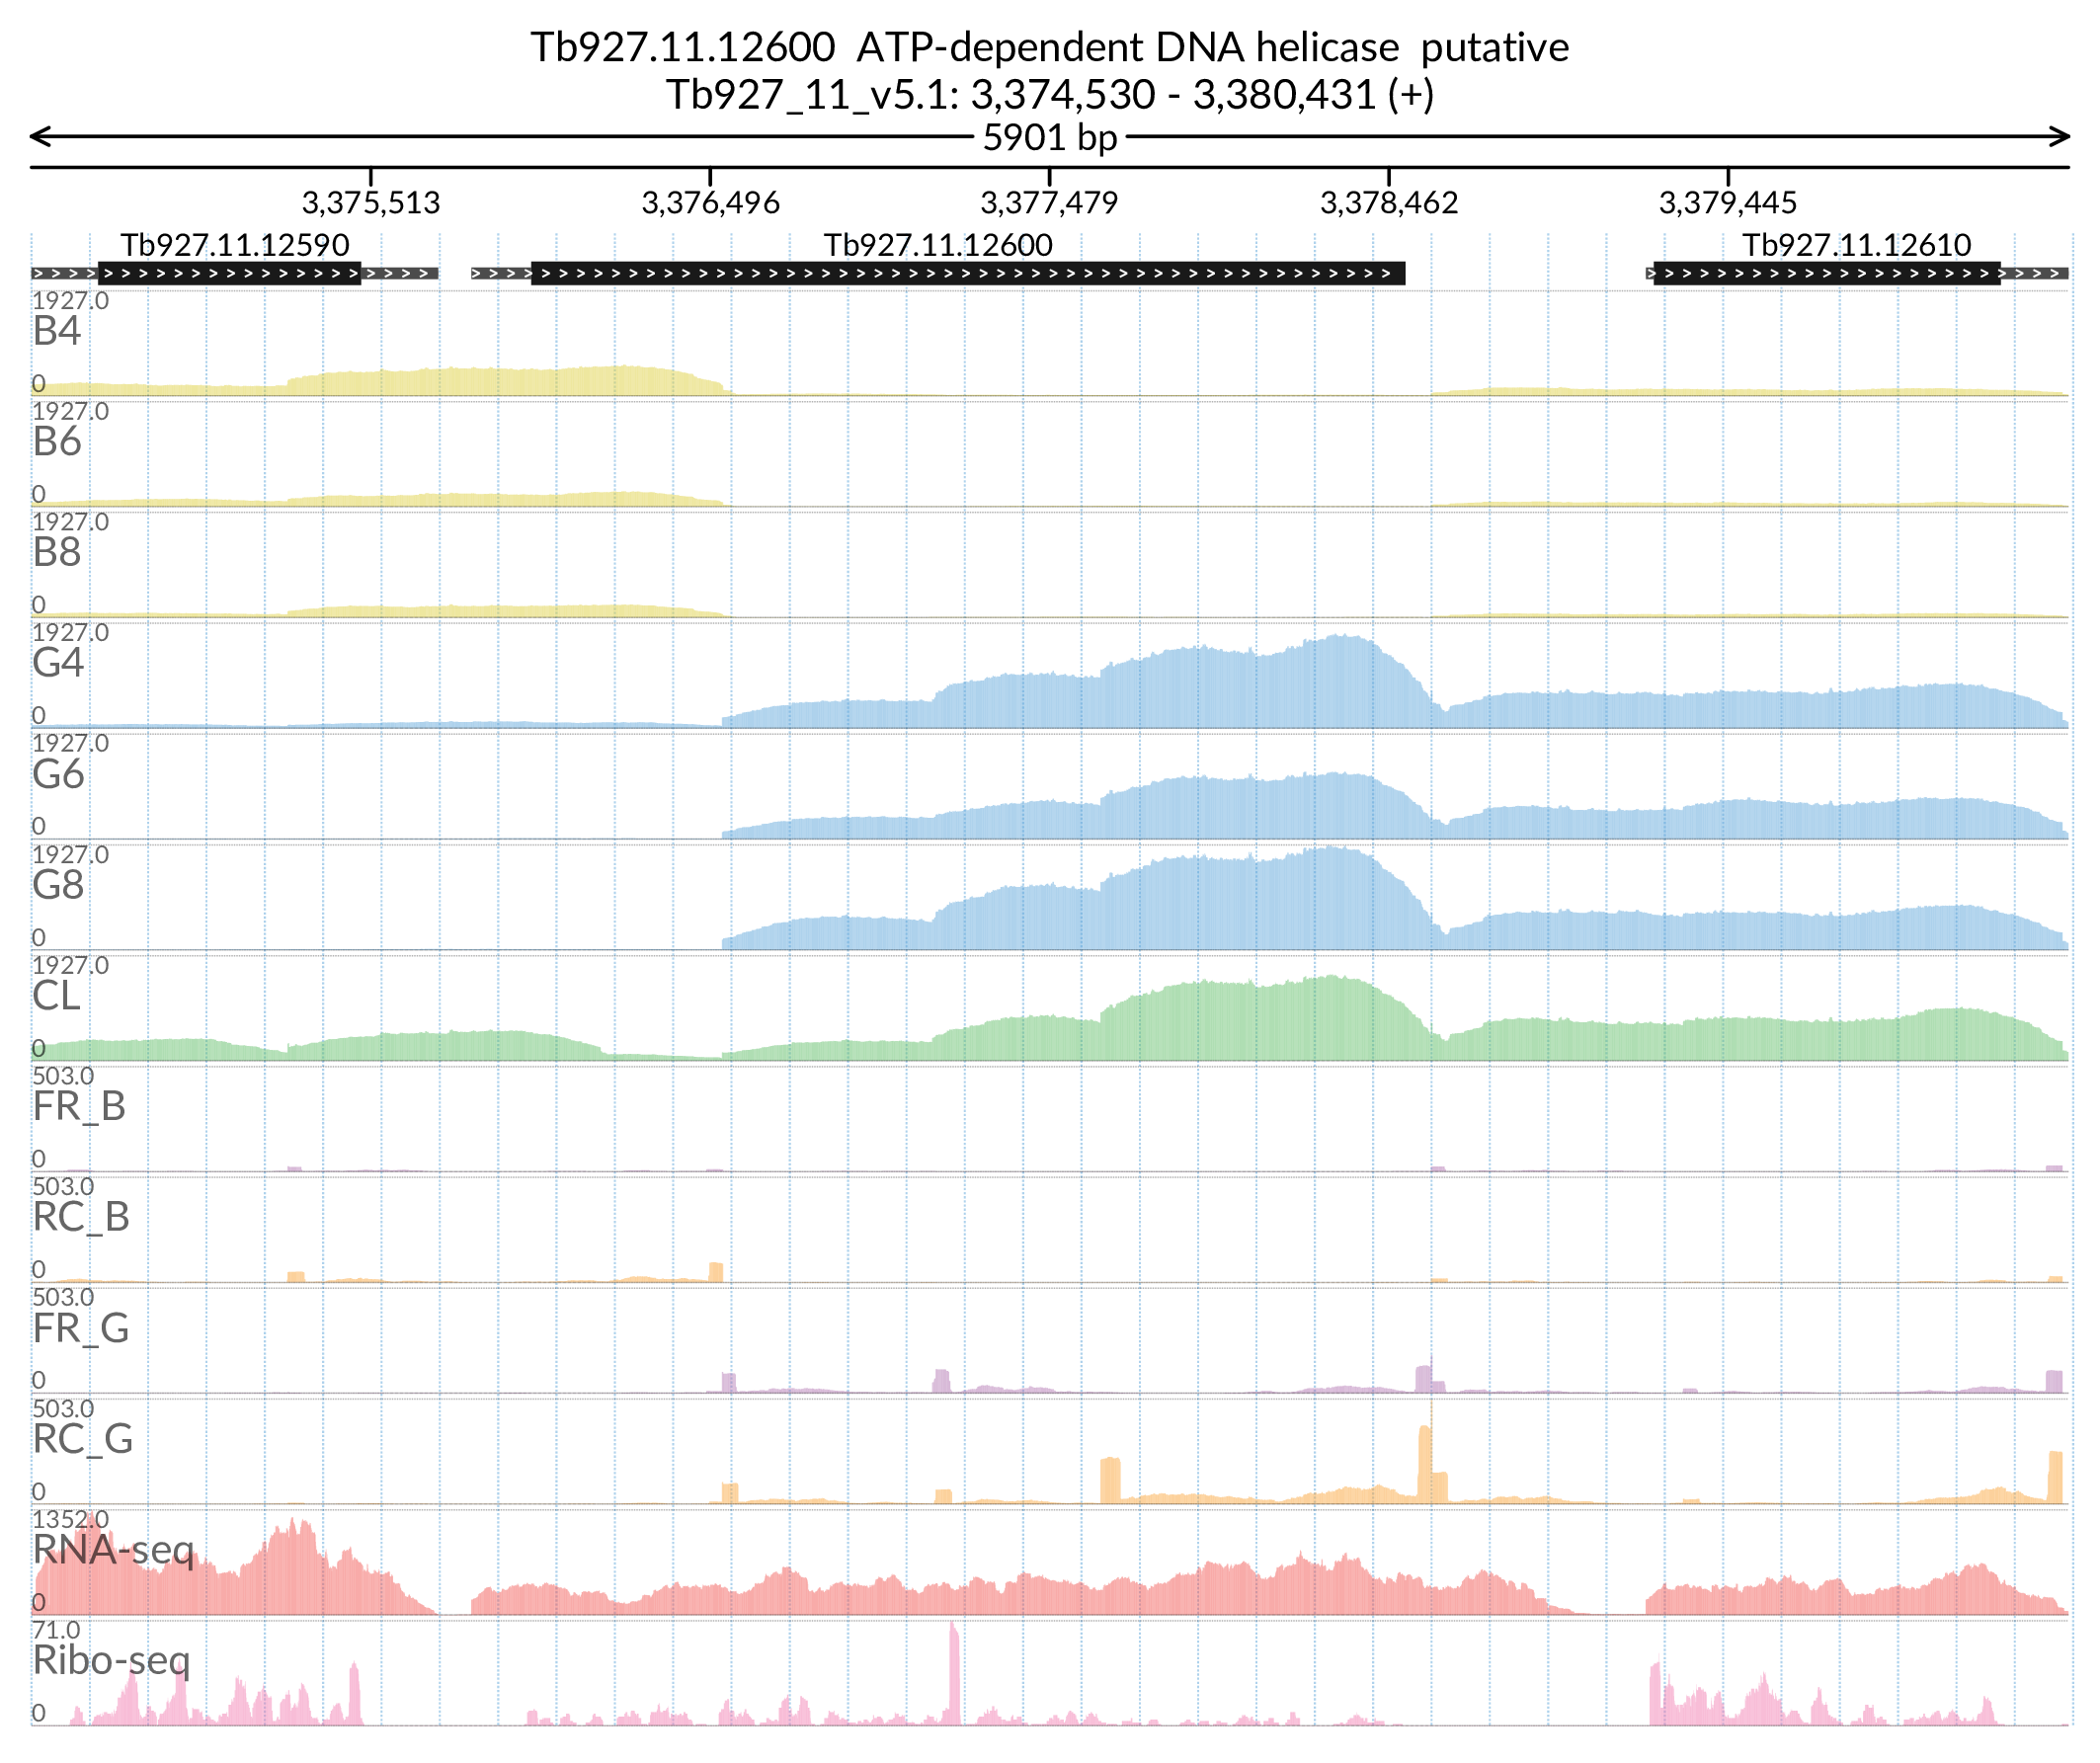 Tb927.11.12600 ATP-dependent DNA helicase putative
Tb927_11_v5.1: 3,374,530 - 3,380,431 (+)
5901 bp
3,375,513 3,376,496 3,377,479 3,378,462 3,379,445
Tb927.11.12590 Tb927.11.12600 Tb927.11.12610
1927.0
B4
0
1927.0
B6
0
1927.0
B8
0
1927.0
G4
0
1927.0
G6
0
1927.0
G8
0
1927.0
CL
0
503.0
FR_B
0
503.0
RC_B
0
503.0
FR_G
0
503.0
RC_G
0
1352.0
RNA-seq
0
71.0
Ribo-seq
0